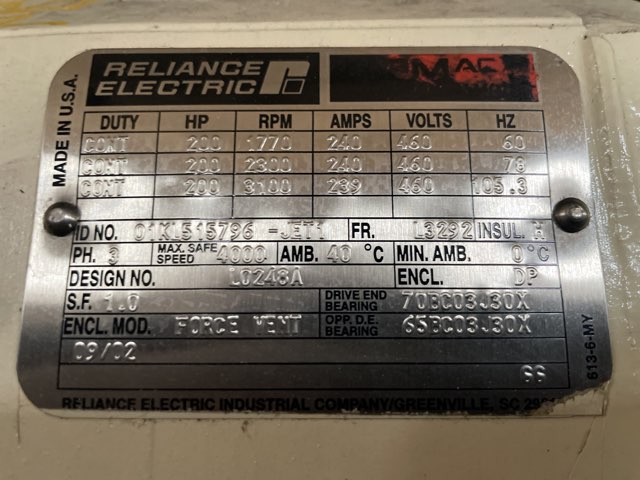 MADE IN U.S.A.
RELIANCE
ELECTRIC
MAC
DUTY HP RPM AMPS VOLTS HZ
CONT 200 1770 240 460 60
CONT 200 2300 240 460 78
CONT 200 3100 239 460 105.3
ID NO. 01KL515796 -JET1 FR. L3292 INSUL. H
PH. 3 MAX. SAFE SPEED 4000 AMB. 40 °C MIN. AMB. 0°C
DESIGN NO. L0248A ENCL. DP
S.F. 1.0 DRIVE END BEARING 70BC03J30X
ENCL. MOD. FORCE VENT OPP. D.E. BEARING 65BC03J30X
09/02
GG
613-6-MY
RELIANCE ELECTRIC INDUSTRIAL COMPANY/GREENVILLE, SC